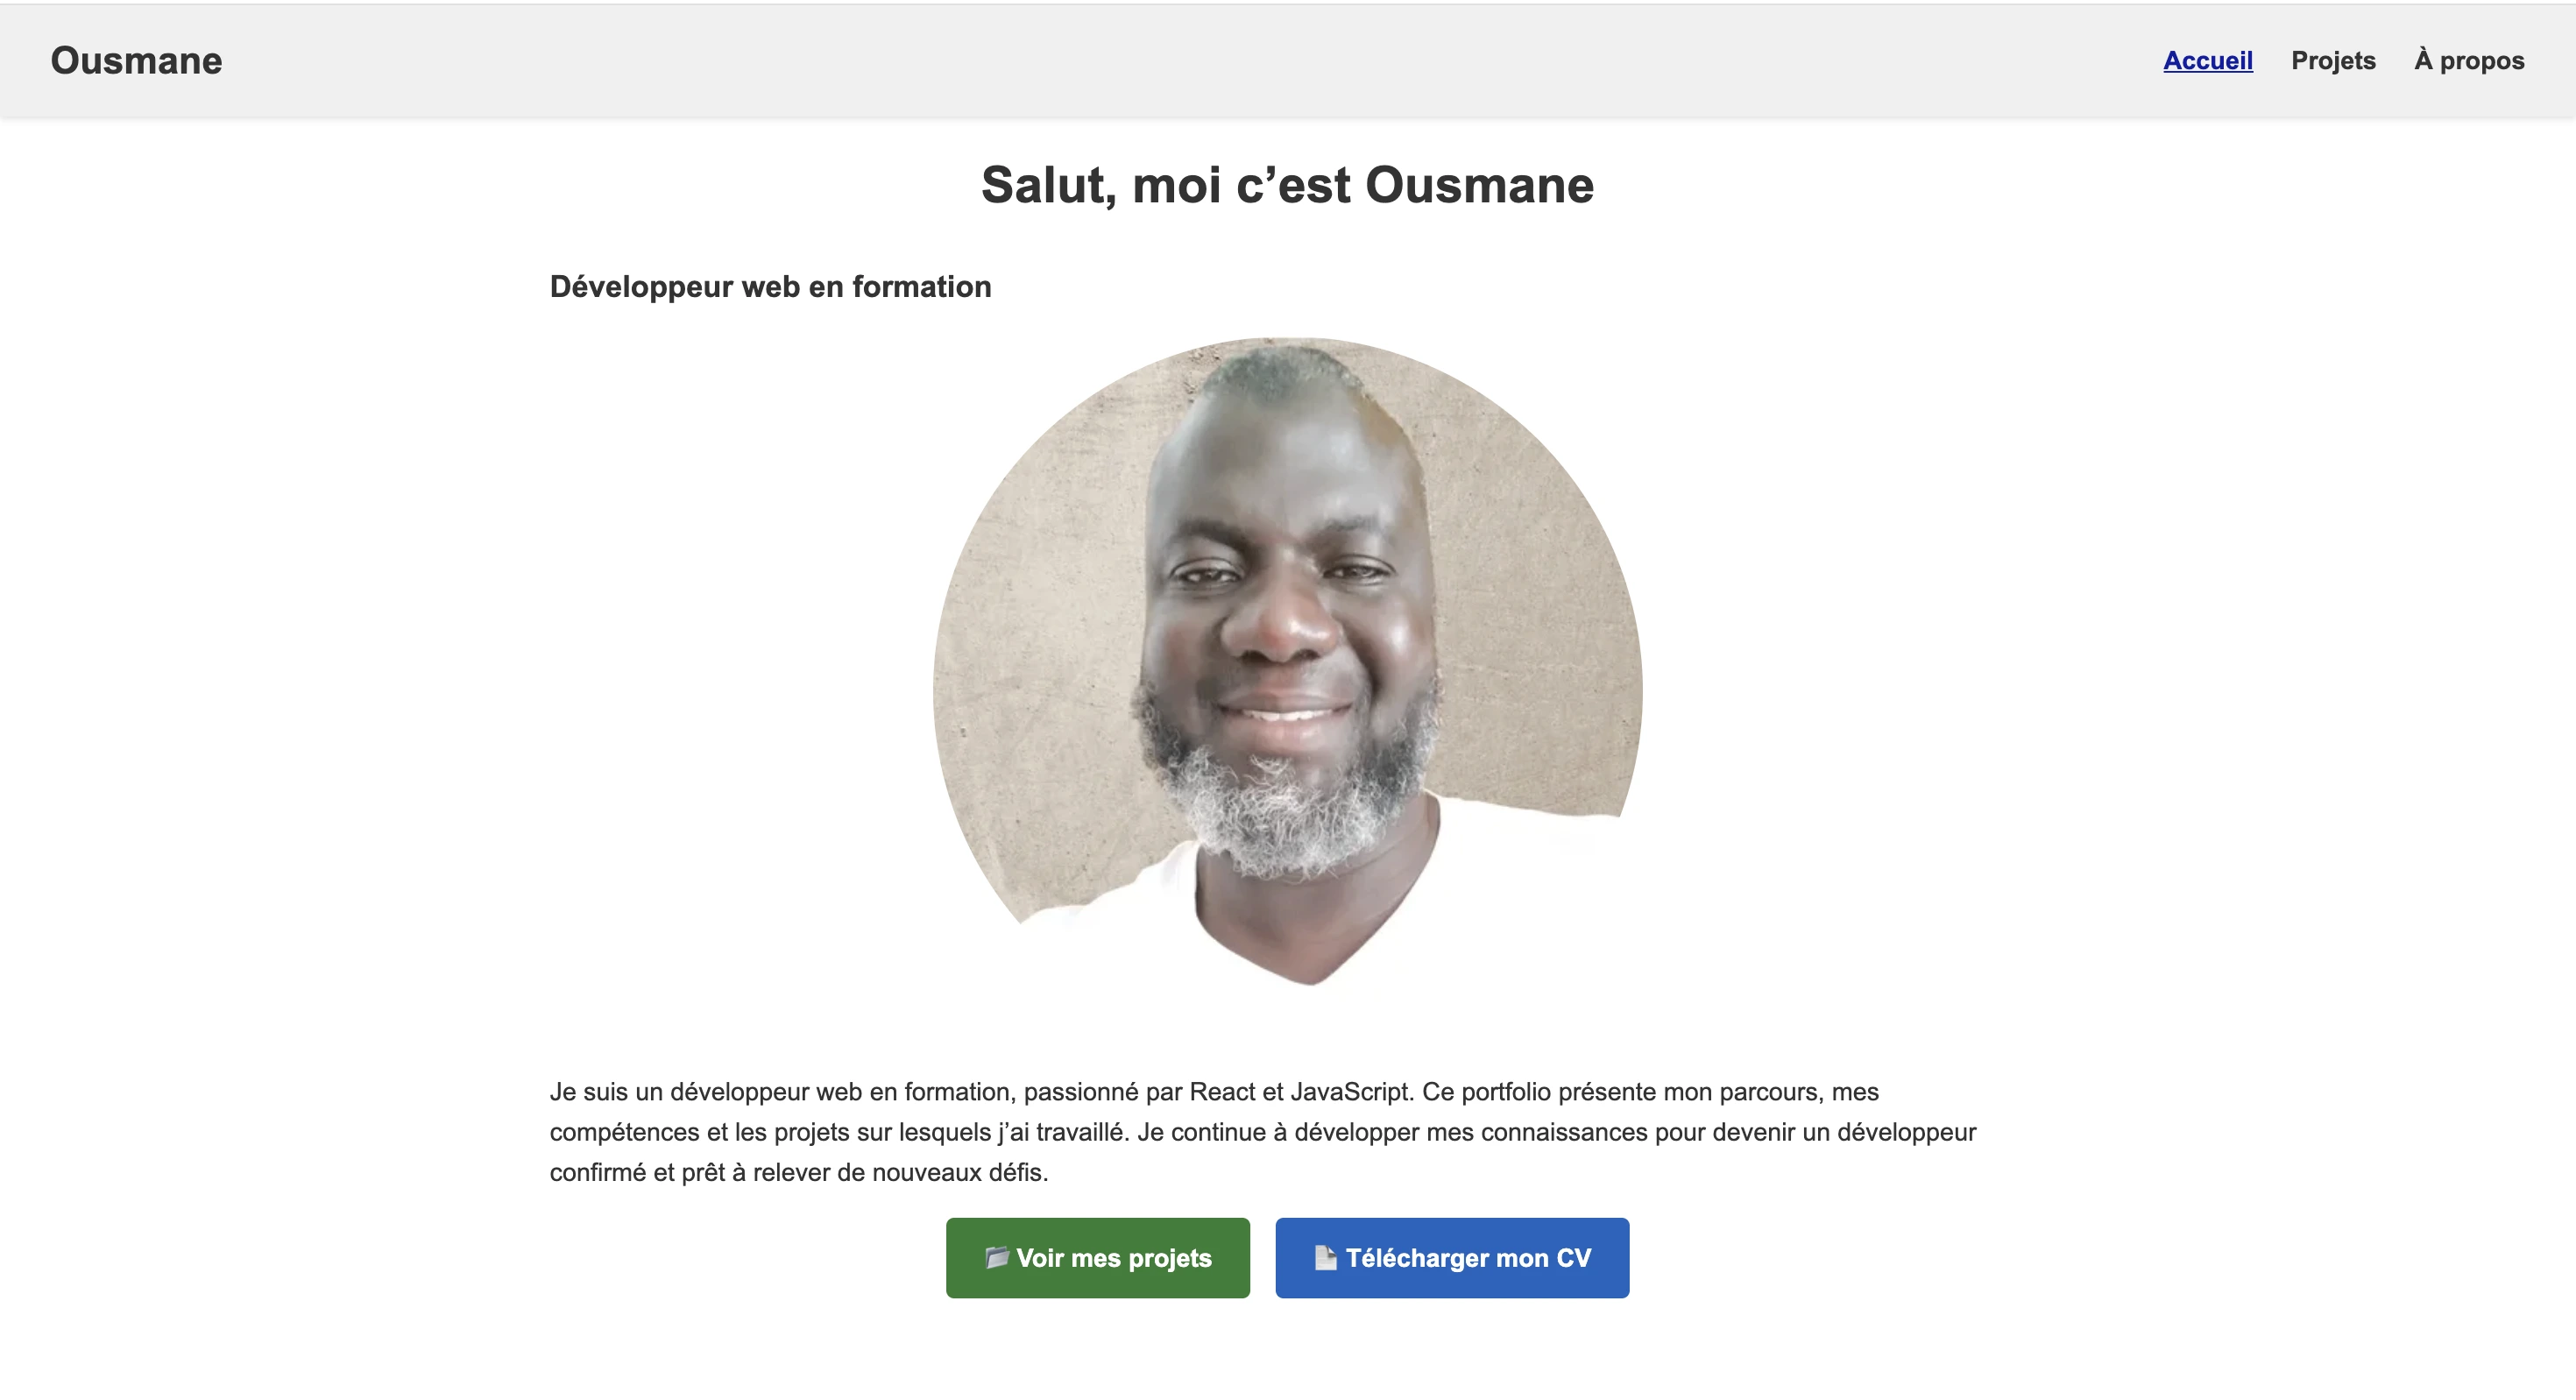 Ousmane
Accueil Projets À propos
Salut, moi c’est Ousmane
Développeur web en formation
Je suis un développeur web en formation, passionné par React et JavaScript. Ce portfolio présente mon parcours, mes
compétences et les projets sur lesquels j’ai travaillé. Je continue à développer mes connaissances pour devenir un développeur
confirmé et prêt à relever de nouveaux défis.
Voir mes projets
Télécharger mon CV